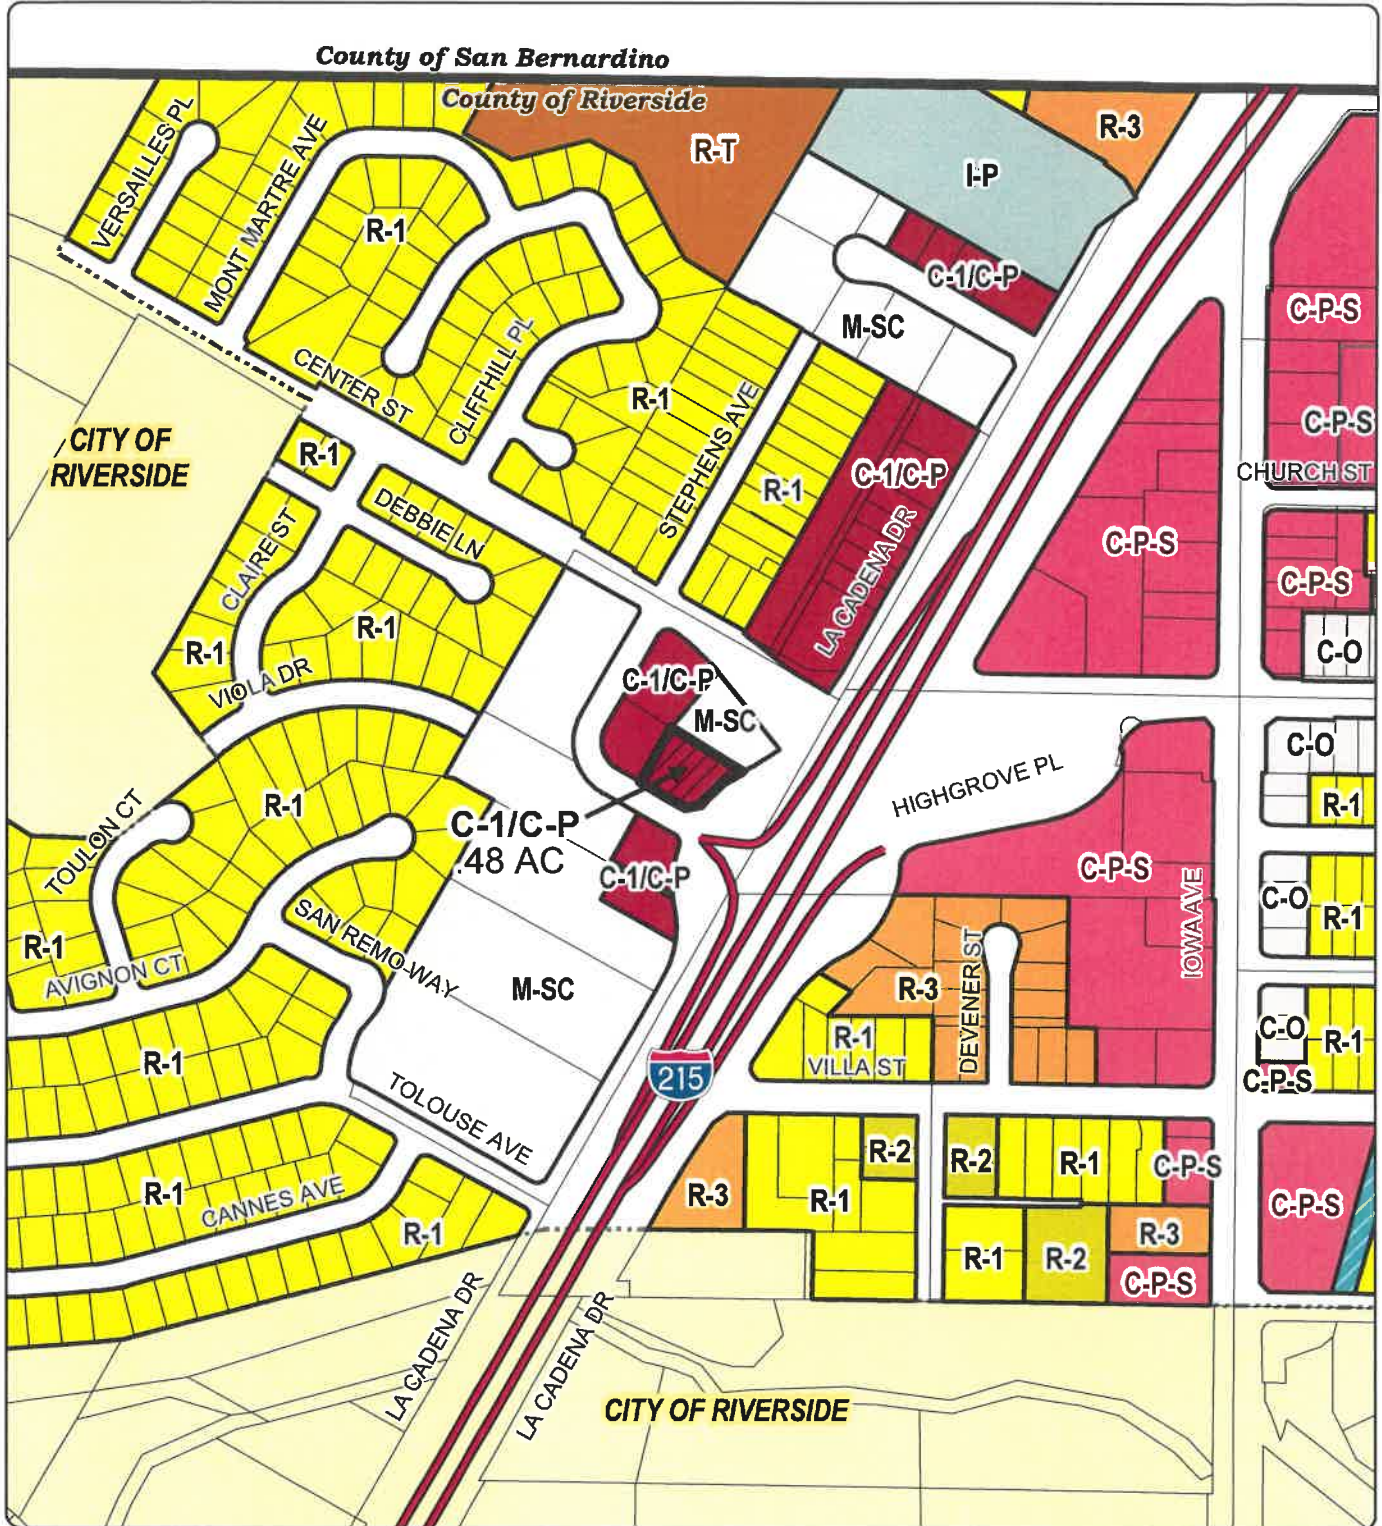 County of San Bernardino
County of Riverside
R-3
R-T
VERSAILLES PL
MONT MARTRE AVE
I-P
R-1
C-1/C-P
C-P-S
M-SC
CENTER ST
CLIFFHILL PL
R-1
STEPHENS AVE
C-P-S
CITY OF
RIVERSIDE
R-1
C-1/C-P
CHURCH ST
R-1
DEBBIE LN
CLAIRE ST
LA CADENA DR
C-P-S
C-P-S
R-1
R-1
VIOLA DR
C-1/C-P
C-O
M-SC
C-O
HIGHGROVE PL
R-1
TOULON CT
R-1
C-1/C-P
.48 AC
C-1/C-P
C-P-S
C-O
IOWA AVE
R-1
R-1
SAN REMO WAY
AVIGNON CT
M-SC
R-3
DEVENER ST
R-1
VILLA ST
C-O
R-1
C-P-S
R-1
215
TOLOUSE AVE
R-2
R-2
R-1
C-P-S
R-1
CANNES AVE
R-3
R-1
C-P-S
R-1
R-1
R-2
R-3
C-P-S
LA CADENA DR
LA CADENA DR
CITY OF RIVERSIDE